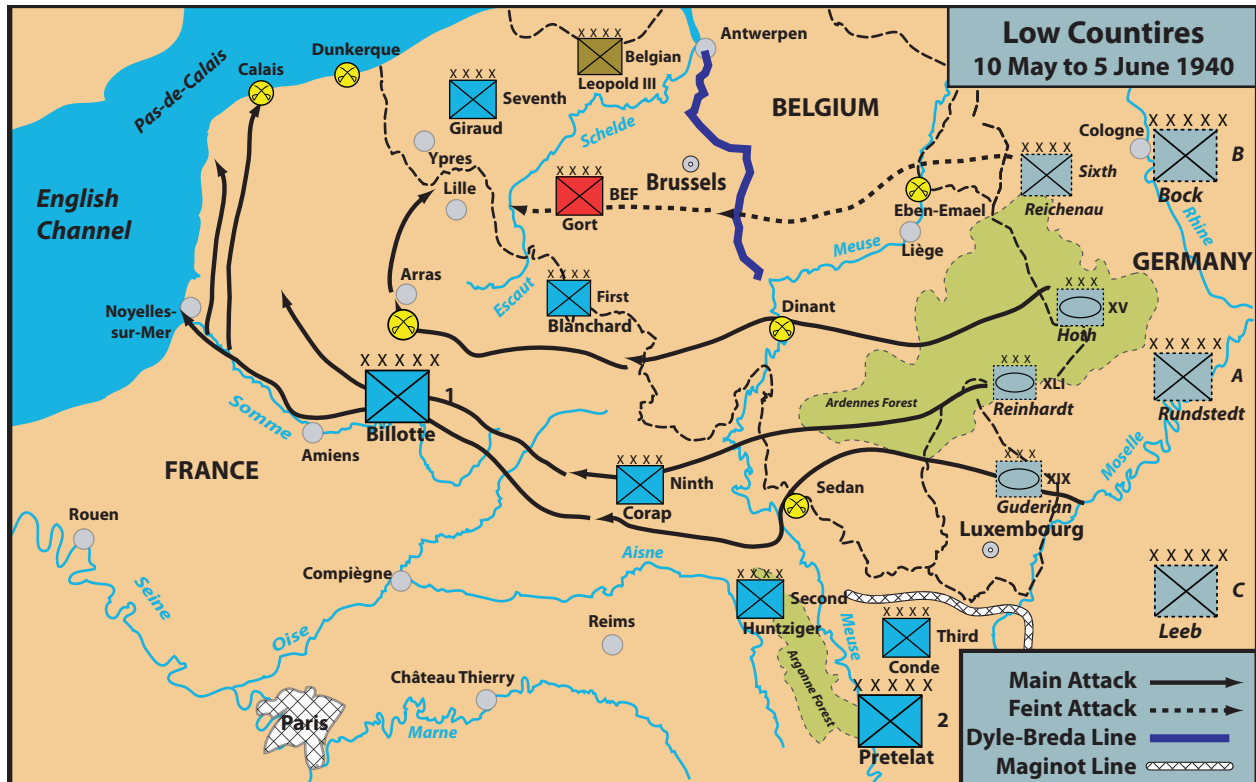 Low Countires
10 May to 5 June 1940
Dunkerque
Calais
Pas-de-Calais
XXXX
Seventh
Giraud
XXXX
Belgian
Leopold III
Antwerpen
BELGIUM
Schelde
Ypres
Lille
Brussels
XXXX
BEF
Gort
Cologne
XXXXX
B
Bock
Rhine
XXXX
Sixth
Reichenau
Eben-Emael
Liège
Meuse
GERMANY
English
Channel
Arras
Escaut
XXXX
First
Blanchard
Dinant
XXX
XV
Hoth
Noyelles-
sur-Mer
XXXXX
1
Billotte
Somme
Amiens
XXX
XLI
Reinhardt
Ardennes Forest
XXXXX
A
Rundstedt
Moselle
FRANCE
XXXX
Ninth
Corap
Sedan
XXX
XIX
Guderian
Luxembourg
Rouen
Seine
Compiègne
Oise
Aisne
Reims
XXXX
Second
Huntziger
Meuse
Argonne Forest
XXXX
Third
Conde
XXXXX
C
Leeb
Château Thierry
Marne
Paris
XXXXX
2
Pretelat
Main Attack
Feint Attack
Dyle-Breda Line
Maginot Line